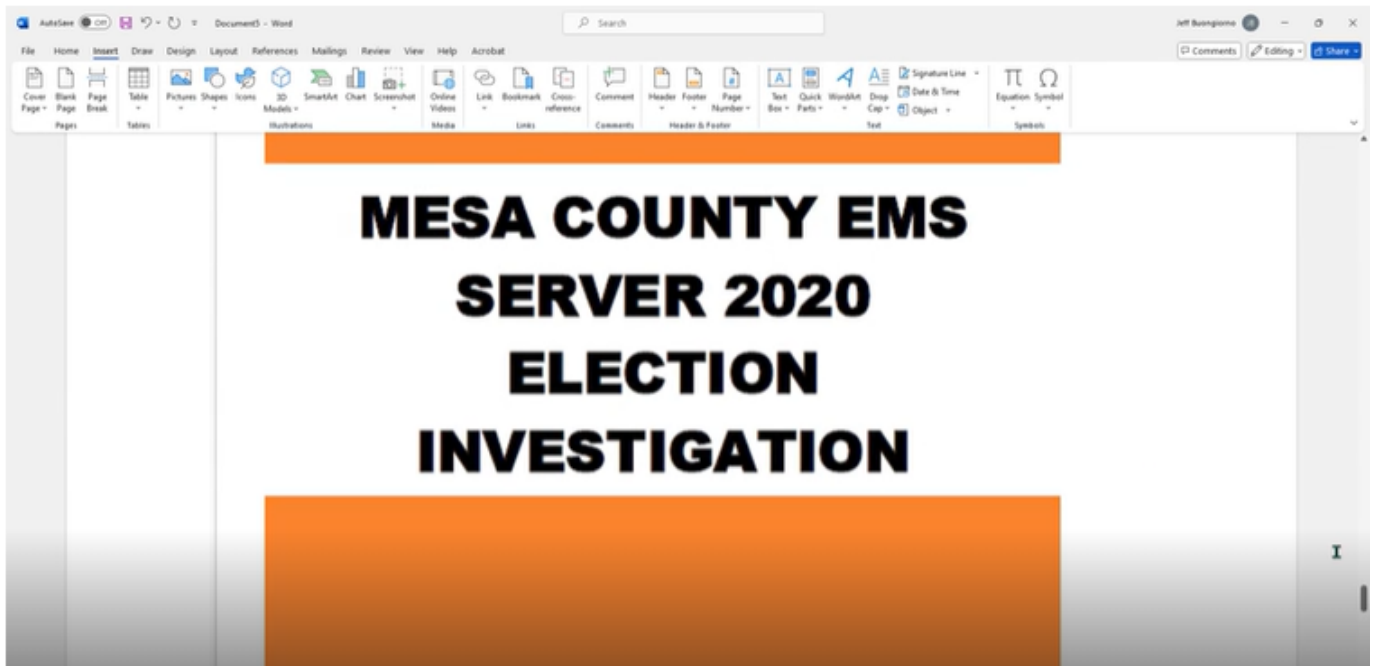 AutoSave Off Document5 - Word Search Jeff Buongiorno
File Home Insert Draw Design Layout References Mailings Review View Help Acrobat Comments Editing Share
Cover Page Blank Page Page Break Table Pictures Shapes Icons 3D Models SmartArt Chart Screenshot Online Videos Link Bookmark Cross-reference Comment Header Footer Page Number Text Box Quick Parts WordArt Drop Cap Signature Line Date & Time Object Equation Symbol
Pages Tables Illustrations Media Links Comments Header & Footer Text Symbols
MESA COUNTY EMS
SERVER 2020
ELECTION
INVESTIGATION